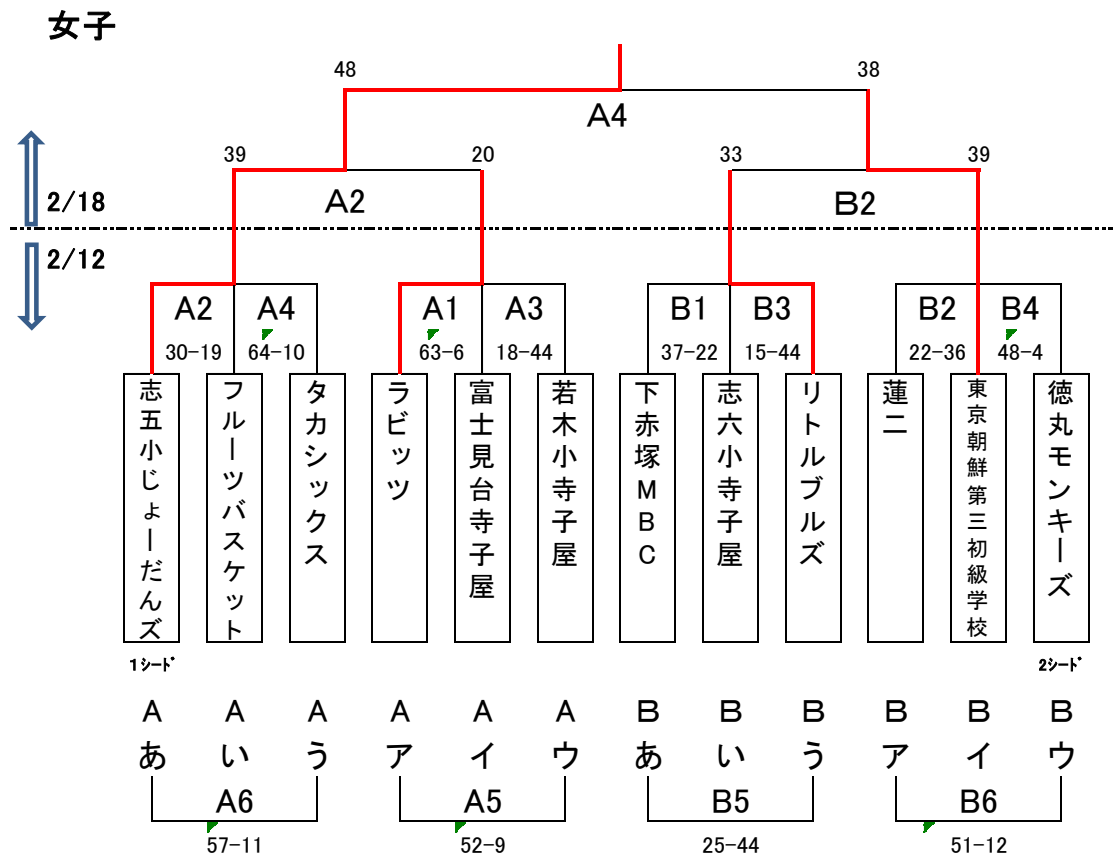 女子
48 38
A4
39 20 33 39
2/18
A2 B2
2/12
A2 A4 A1 A3 B1 B3 B2 B4
30-19 64-10 63-6 18-44 37-22 15-44 22-36 48-4
志五小じょーだんズ
フルーツバスケット
タカシックス
ラビッツ
富士見台寺子屋
若木小寺子屋
下赤塚MBC
志六小寺子屋
リトルブルズ
蓮二
東京朝鮮第三初級学校
徳丸モンキーズ
1シード 2シード
A A A A A A B B B B B B
あ い う ア イ ウ あ い う ア イ ウ
A6 A5 B5 B6
57-11 52-9 25-44 51-12